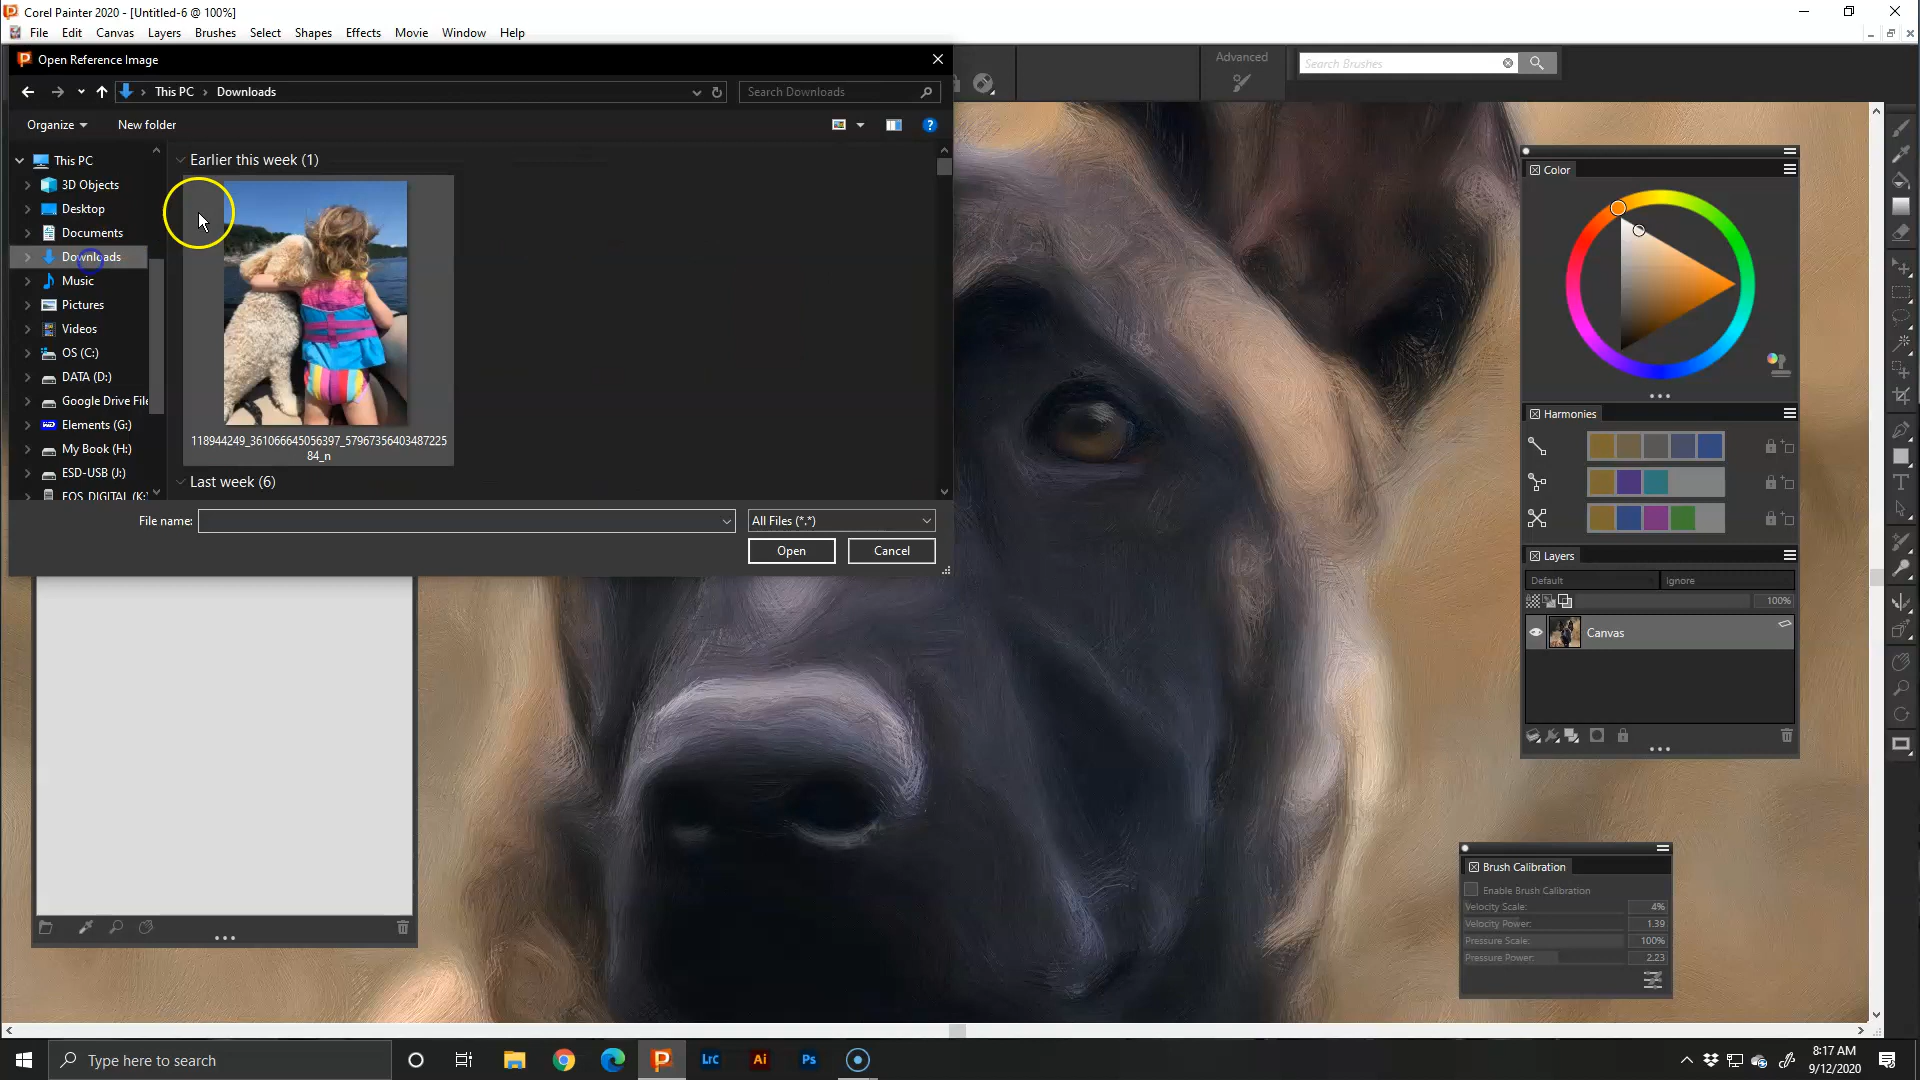 Corel Painter 2020 - [Untitled-6 @ 100%]
File Edit Canvas Layers Brushes Select Shapes Effects Movie Window Help
Open Reference Image
Advanced
Search Brushes
This PC > Downloads
Search Downloads
Organize
New folder
This PC
3D Objects
Desktop
Documents
Downloads
Music
Pictures
Videos
OS (C:)
DATA (D:)
Google Drive File
Elements (G:)
My Book (H:)
ESD-USB (J:)
EOS_DIGITAL (K:)
Earlier this week (1)
118944249_361066645056397_57967356403487225
84_n
Last week (6)
File name:
All Files (*.*)
Open
Cancel
Color
Harmonies
Layers
Default
Ignore
100%
Canvas
Brush Calibration
Enable Brush Calibration
Velocity Scale: 4%
Velocity Power: 1.39
Pressure Scale: 100%
Pressure Power: 2.23
Type here to search
Lrc
Ai
Ps
8:17 AM
9/12/2020